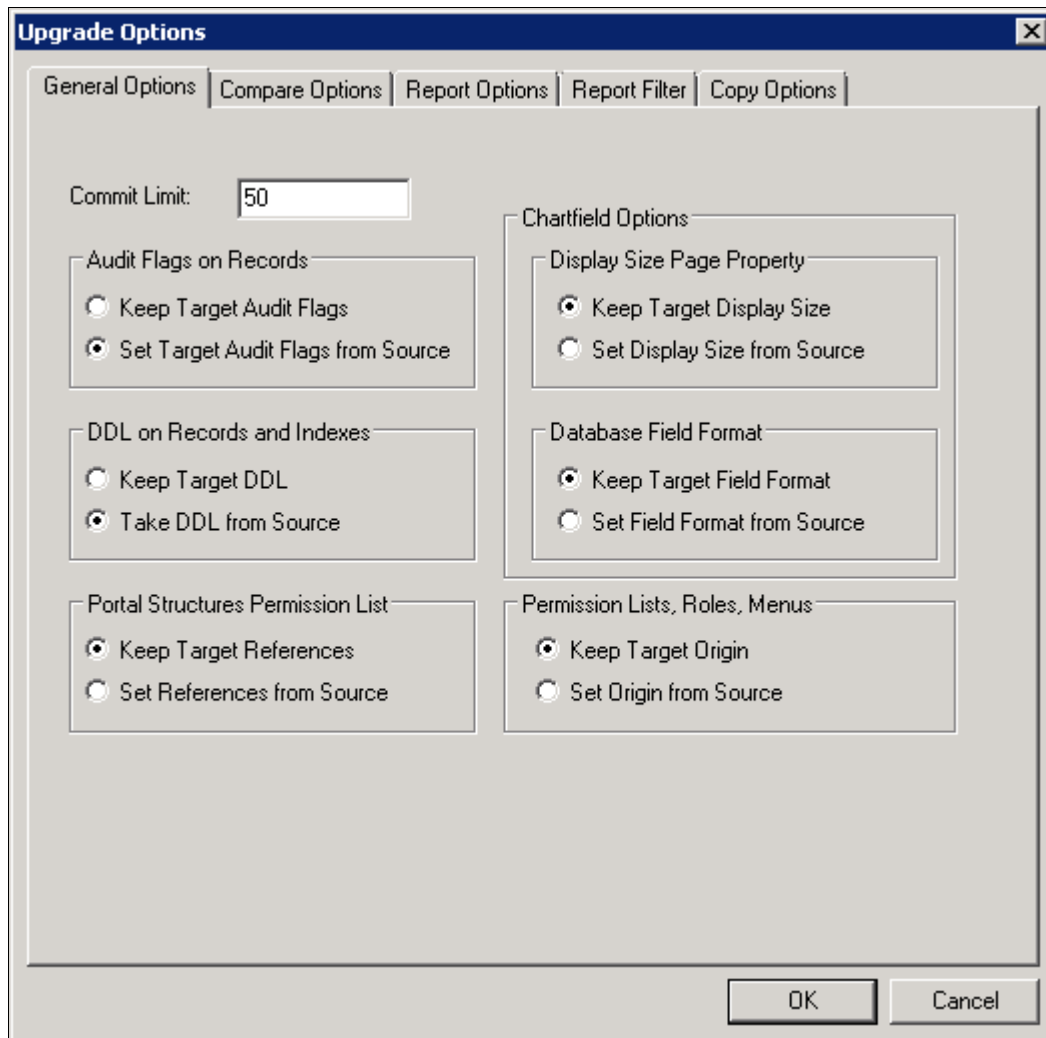 Upgrade Options
General Options Compare Options Report Options Report Filter Copy Options
Commit Limit: 50
Audit Flags on Records
Keep Target Audit Flags
Set Target Audit Flags from Source
DDL on Records and Indexes
Keep Target DDL
Take DDL from Source
Portal Structures Permission List
Keep Target References
Set References from Source
Chartfield Options
Display Size Page Property
Keep Target Display Size
Set Display Size from Source
Database Field Format
Keep Target Field Format
Set Field Format from Source
Permission Lists, Roles, Menus
Keep Target Origin
Set Origin from Source
OK Cancel